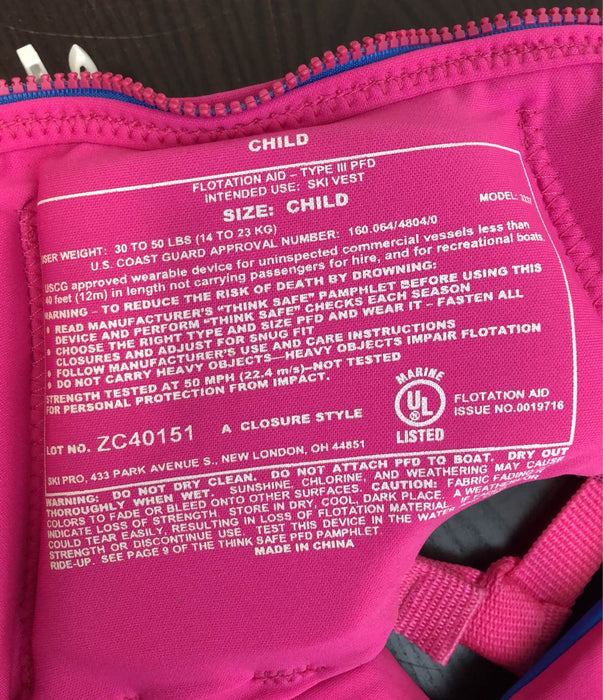 CHILD
FLOTATION AID – TYPE III PFD
INTENDED USE: SKI VEST
SIZE: CHILD
MODEL:
USER WEIGHT: 30 TO 50 LBS (14 TO 23 KG)
U.S. COAST GUARD APPROVAL NUMBER: 160.064/4804/0
USCG approved wearable device for uninspected commercial vessels less than
40 feet (12m) in length not carrying passengers for hire, and for recreational boats.
WARNING – TO REDUCE THE RISK OF DEATH BY DROWNING:
• READ MANUFACTURER'S "THINK SAFE" PAMPHLET BEFORE USING THIS
DEVICE AND PERFORM "THINK SAFE" CHECKS EACH SEASON
• CHOOSE THE RIGHT TYPE AND SIZE PFD AND WEAR IT – FASTEN ALL
CLOSURES AND ADJUST FOR SNUG FIT
• FOLLOW MANUFACTURER'S USE AND CARE INSTRUCTIONS
• DO NOT CARRY HEAVY OBJECTS–HEAVY OBJECTS IMPAIR FLOTATION
STRENGTH TESTED AT 50 MPH (22.4 m/s)–NOT TESTED
FOR PERSONAL PROTECTION FROM IMPACT.
MARINE
UL
LISTED
FLOTATION AID
ISSUE NO.0019716
LOT NO. ZC40151 A CLOSURE STYLE
SKI PRO, 433 PARK AVENUE S., NEW LONDON, OH 44851
WARNING: DO NOT DRY CLEAN. DO NOT ATTACH PFD TO BOAT. DRY OUT
THOROUGHLY WHEN WET. SUNSHINE, CHLORINE, AND WEATHERING MAY CAUSE
COLORS TO FADE OR BLEED ONTO OTHER SURFACES. CAUTION: FABRIC FADING
INDICATE LOSS OF STRENGTH. STORE IN DRY, COOL, DARK PLACE. A WEATHERED
COULD TEAR EASILY, RESULTING IN LOSS OF FLOTATION MATERIAL. IF
STRENGTH OR DISCONTINUE USE. TEST THIS DEVICE IN THE WATER
RIDE-UP. SEE PAGE 9 OF THE THINK SAFE PFD PAMPHLET.
MADE IN CHINA